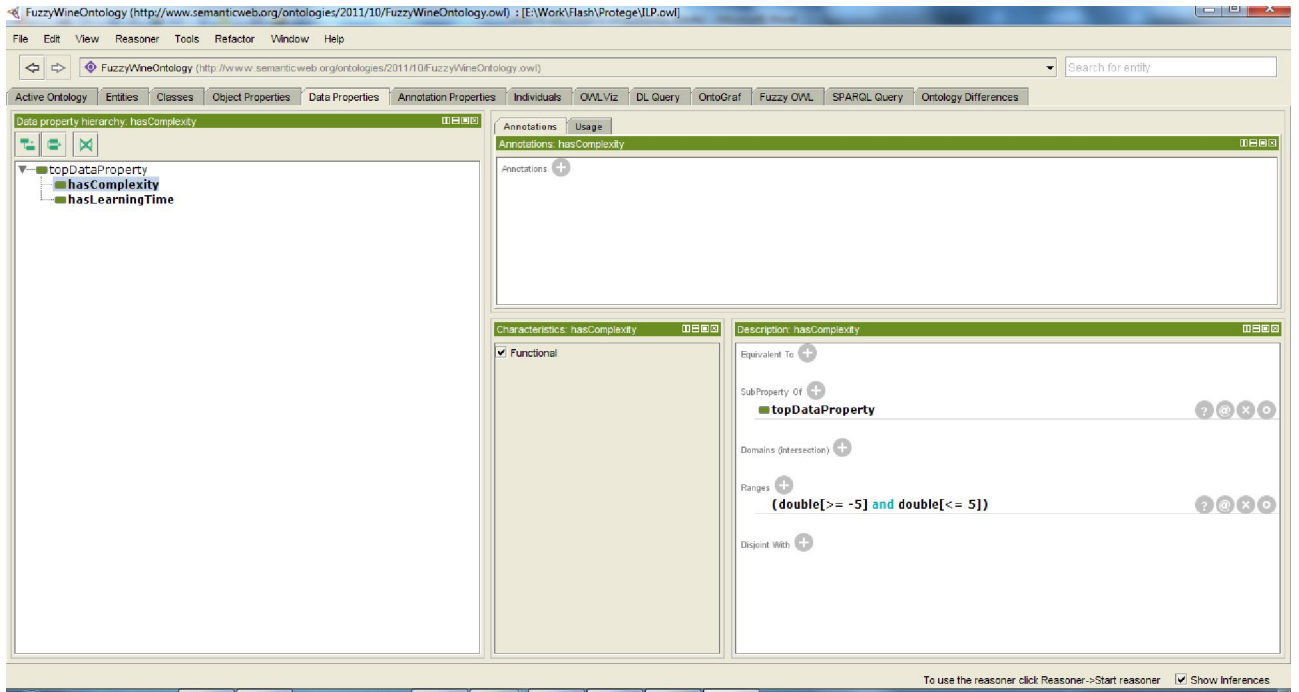 FuzzyWineOntology (http://www.semanticweb.org/ontologies/2011/10/FuzzyWineOntology.owl) : [E:\Work\Flash\Protege\ILP.owl]
File Edit View Reasoner Tools Refactor Window Help
FuzzyWineOntology (http://www.semanticweb.org/ontologies/2011/10/FuzzyWineOntology.owl) Search for entity
Active Ontology Entities Classes Object Properties Data Properties Annotation Properties Individuals OWLViz DL Query OntoGraf Fuzzy OWL SPARQL Query Ontology Differences
Data property hierarchy: hasComplexity
topDataProperty
hasComplexity
hasLearningTime
Annotations Usage
Annotations: hasComplexity
Annotations
Characteristics: hasComplexity
Functional
Description: hasComplexity
Equivalent To
SubProperty Of
topDataProperty
Domains (intersection)
Ranges
(double[>= -5] and double[<= 5])
Disjoint With
To use the reasoner click Reasoner->Start reasoner Show Inferences